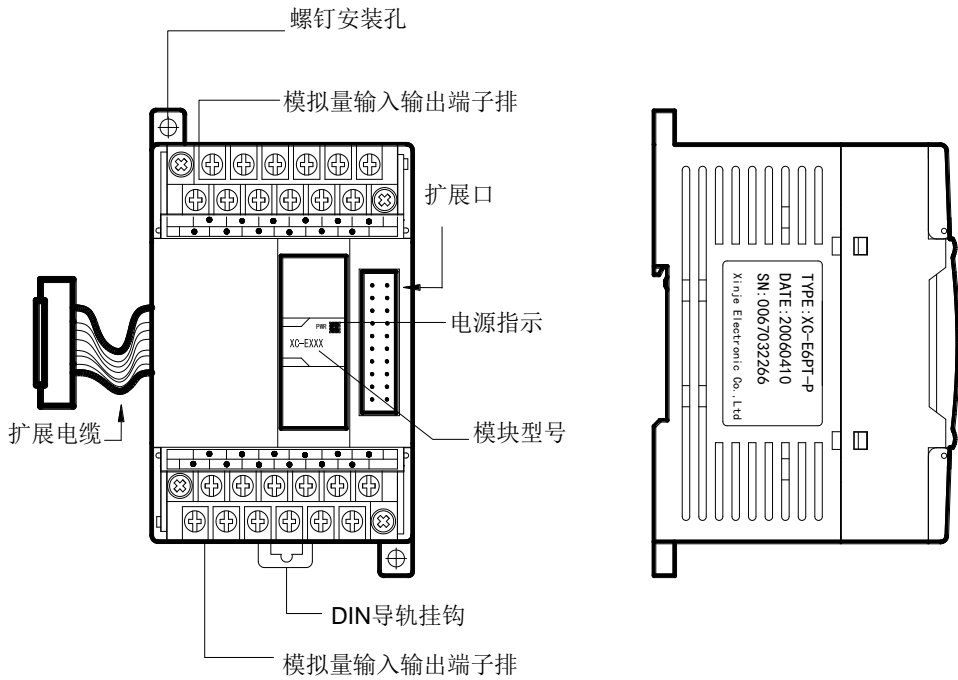 螺钉安装孔
模拟量输入输出端子排
扩展口
电源指示
PWR
XC-EXXX
扩展电缆
模块型号
DIN导轨挂钩
模拟量输入输出端子排
TYPE:XC-E6PT-P
DATE:20060410
SN:0067032266
Xinje Electronic Co.,Ltd